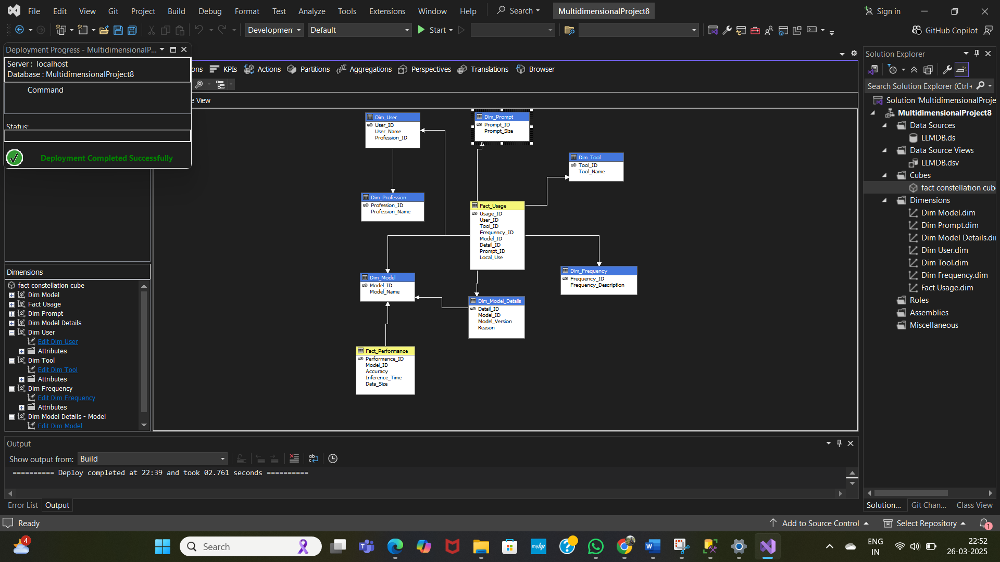 File Edit View Git Project Build Debug Format Test Analyze Tools Extensions Window Help Search MultidimensionalProject8 Sign in
Development Default Start GitHub Copilot
Deployment Progress - MultidimensionalP...
Server : localhost
Database : MultidimensionalProject8
Command
Status:
Deployment Completed Successfully
ons KPIs Actions Partitions Aggregations Perspectives Translations Browser
e View
Dim_User
User_ID
User_Name
Profession_ID
Dim_Prompt
Prompt_ID
Prompt_Size
Dim_Tool
Tool_ID
Tool_Name
Dim_Profession
Profession_ID
Profession_Name
Fact_Usage
Usage_ID
User_ID
Tool_ID
Frequency_ID
Model_ID
Detail_ID
Prompt_ID
Local_Use
Dim_Model
Model_ID
Model_Name
Dim_Frequency
Frequency_ID
Frequency_Description
Dim_Model_Details
Detail_ID
Model_ID
Model_Version
Reason
Fact_Performance
Performance_ID
Model_ID
Accuracy
Inference_Time
Data_Size
Dimensions
fact constellation cube
Dim Model
Fact Usage
Dim Prompt
Dim Model Details
Dim User
Edit Dim User
Attributes
Dim Tool
Edit Dim Tool
Attributes
Dim Frequency
Edit Dim Frequency
Attributes
Dim Model Details - Model
Edit Dim Model
Solution Explorer
Search Solution Explorer (Ctrl+
Solution 'MultidimensionalProje
MultidimensionalProject8
Data Sources
LLMDB.ds
Data Source Views
LLMDB.dsv
Cubes
fact constellation cub
Dimensions
Dim Model.dim
Dim Prompt.dim
Dim Model Details.di
Dim User.dim
Dim Tool.dim
Dim Frequency.dim
Fact Usage.dim
Roles
Assemblies
Miscellaneous
Solution... Git Chan... Class View
Output
Show output from: Build
========== Deploy completed at 22:39 and took 02.761 seconds ==========
Error List Output
Ready Add to Source Control Select Repository 1
4 Search myhp ENG
IN 22:52
26-03-2025